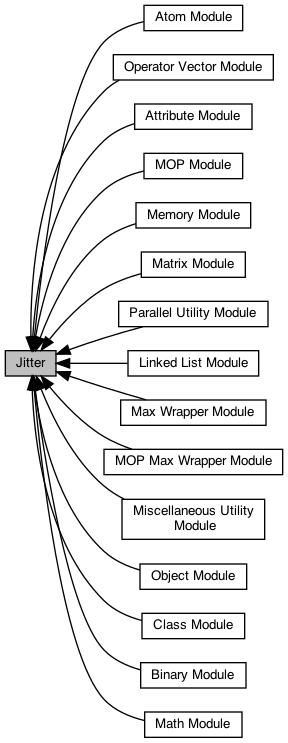 Atom Module
Operator Vector Module
Attribute Module
MOP Module
Memory Module
Matrix Module
Parallel Utility Module
Jitter
Linked List Module
Max Wrapper Module
MOP Max Wrapper Module
Miscellaneous Utility
Module
Object Module
Class Module
Binary Module
Math Module